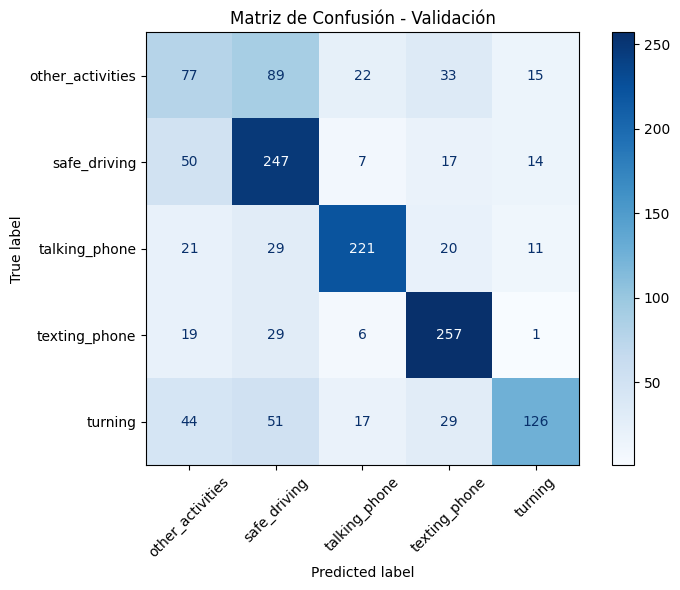 Matriz de Confusión - Validación
other_activities 77 89 22 33 15
safe_driving 50 247 7 17 14
talking_phone 21 29 221 20 11
texting_phone 19 29 6 257 1
turning 44 51 17 29 126
True label
other_activities safe_driving talking_phone texting_phone turning
Predicted label
250
200
150
100
50